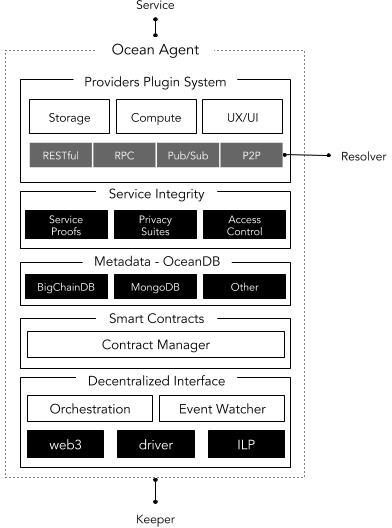 Service
Ocean Agent
Providers Plugin System
Storage Compute UX/UI
RESTful RPC Pub/Sub P2P
Resolver
Service Integrity
Service Proofs
Privacy Suites
Access Control
Metadata - OceanDB
BigChainDB MongoDB Other
Smart Contracts
Contract Manager
Decentralized Interface
Orchestration Event Watcher
web3 driver ILP
Keeper